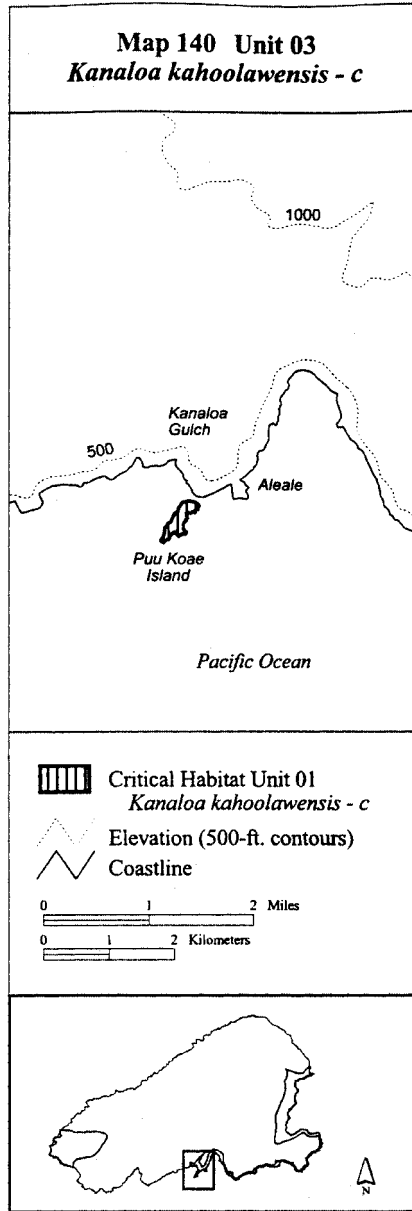 Map 140 Unit 03
Kanaloa kahoolawensis - c
1000
Kanaloa
Gulch
500
Aleale
Puu Koae
Island
Pacific Ocean
Critical Habitat Unit 01
Kanaloa kahoolawensis - c
Elevation (500-ft. contours)
Coastline
0 1 2 Miles
0 1 2 Kilometers
N